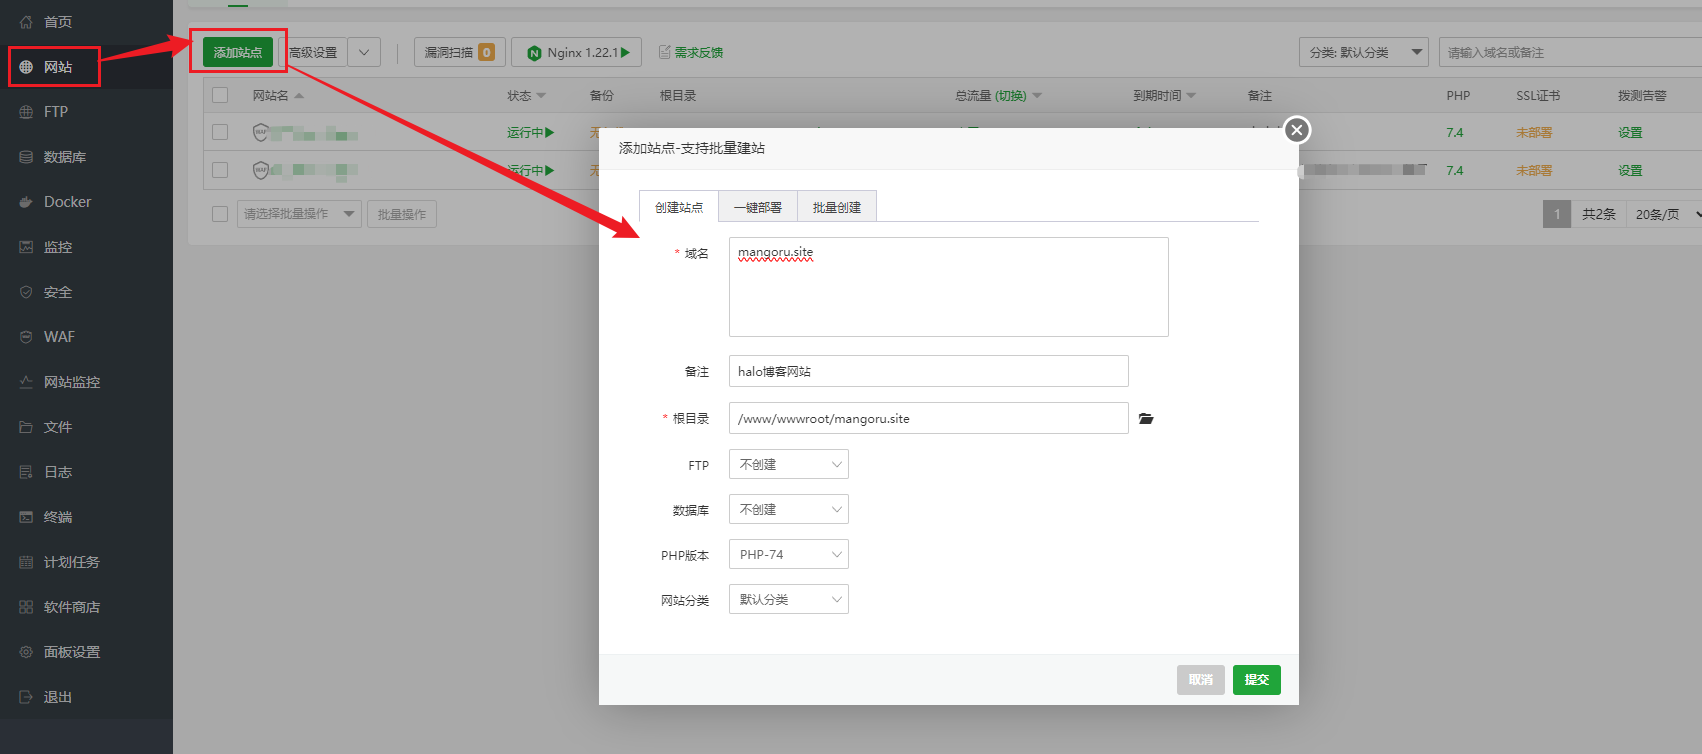 首页
网站
FTP
数据库
Docker
监控
安全
WAF
网站监控
文件
日志
终端
计划任务
软件商店
面板设置
退出
添加站点 高级设置 漏洞扫描 0 Nginx 1.22.1 需求反馈 分类: 默认分类 请输入域名或备注
网站名 状态 备份 根目录 总流量 (切换) 到期时间 备注 PHP SSL证书 拨测告警
WAF 运行中 7.4 未部署 设置
WAF 运行中 7.4 未部署 设置
请选择批量操作 批量操作 1 共2条 20条/页
添加站点-支持批量建站
创建站点 一键部署 批量创建
* 域名 mangoru.site
备注 halo博客网站
* 根目录 /www/wwwroot/mangoru.site
FTP 不创建
数据库 不创建
PHP版本 PHP-74
网站分类 默认分类
取消 提交